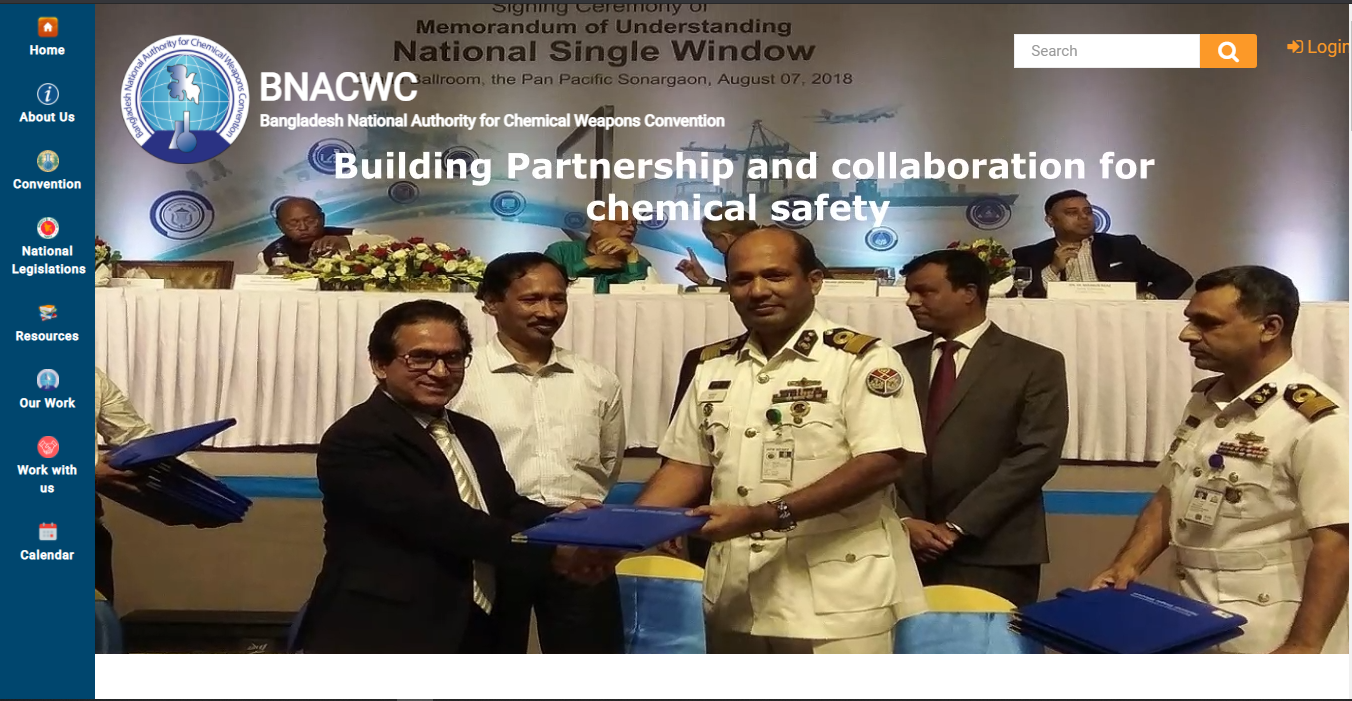 Home
About Us
Convention
National
Legislations
Resources
Our Work
Work with
us
Calendar
Signing Ceremony of
Memorandum of Understanding
National Single Window
Ballroom, the Pan Pacific Sonargaon, August 07, 2018
Search
Login
Bangladesh National Authority for Chemical Weapons Convention
BNACWC
Bangladesh National Authority for Chemical Weapons Convention
Building Partnership and collaboration for
chemical safety